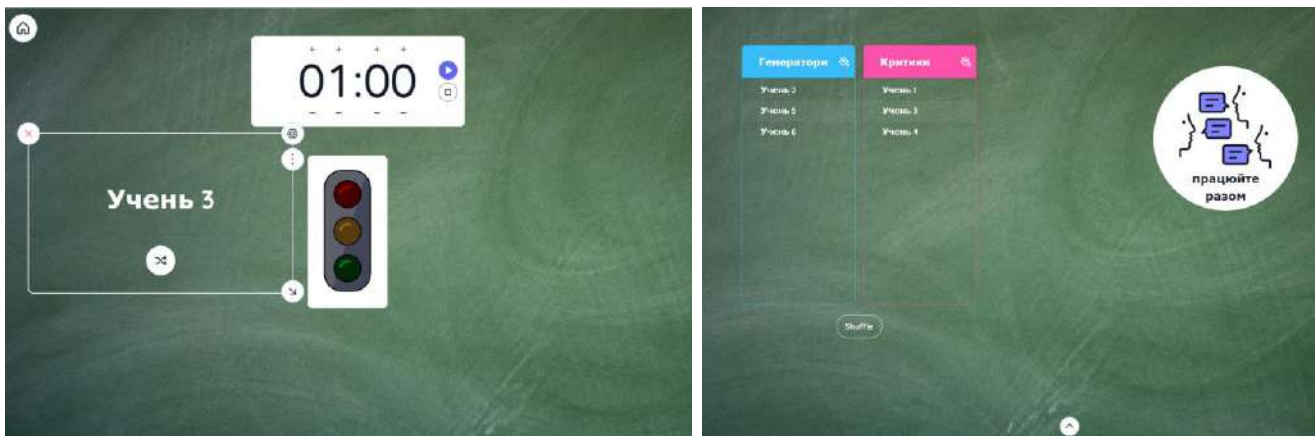 01:00
Учень 3
Генератори
Учень 2
Учень 5
Учень 6
Критики
Учень 1
Учень 3
Учень 4
Shuffle
працюйте
разом